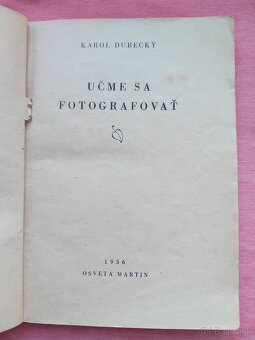 KAROL DUBECKÝ
UČME SA
FOTOGRAFOVAŤ
1956
OSVETA MARTIN